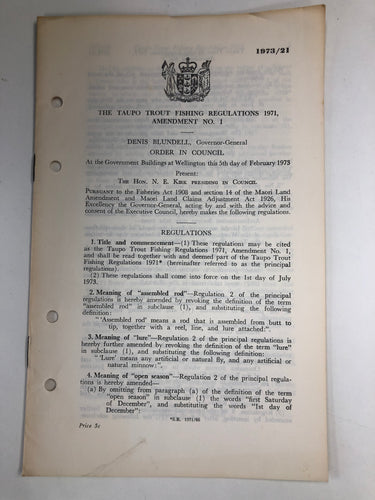 1973/21
THE TAUPO TROUT FISHING REGULATIONS 1971,
AMENDMENT NO. 1
DENIS BLUNDELL, Governor-General
ORDER IN COUNCIL
At the Government Buildings at Wellington this 5th day of February 1973
Present:
THE HON. N. E. KIRK PRESIDING IN COUNCIL
PURSUANT to the Fisheries Act 1908 and section 14 of the Maori Land
Amendment and Maori Land Claims Adjustment Act 1926, His
Excellency the Governor-General, acting by and with the advice and
consent of the Executive Council, hereby makes the following regulations.
REGULATIONS
1. Title and commencement—(1) These regulations may be cited
as the Taupo Trout Fishing Regulations 1971, Amendment No. 1,
and shall be read together with and deemed part of the Taupo Trout
Fishing Regulations 1971* (hereinafter referred to as the principal
regulations).
(2) These regulations shall come into force on the 1st day of July
1973.
2. Meaning of "assembled rod"—Regulation 2 of the principal
regulations is hereby amended by revoking the definition of the term
"assembled rod" in subclause (1), and substituting the following
definition:
"'Assembled rod' means a rod that is assembled from butt to
tip, together with a reel, line, and lure attached:".
3. Meaning of "lure"—Regulation 2 of the principal regulations is
hereby further amended by revoking the definition of the term "lure"
in subclause (1), and substituting the following definition:
"'Lure' means any artificial or natural fly, and any artificial or
natural minnow:".
4. Meaning of "open season"—Regulation 2 of the principal regula-
tions is hereby amended—
(a) By omitting from paragraph (a) of the definition of the term
"open season" in subclause (1) the words "first Saturday
of December", and substituting the words "1st day of
December":
*S.R. 1971/66
Price 5c